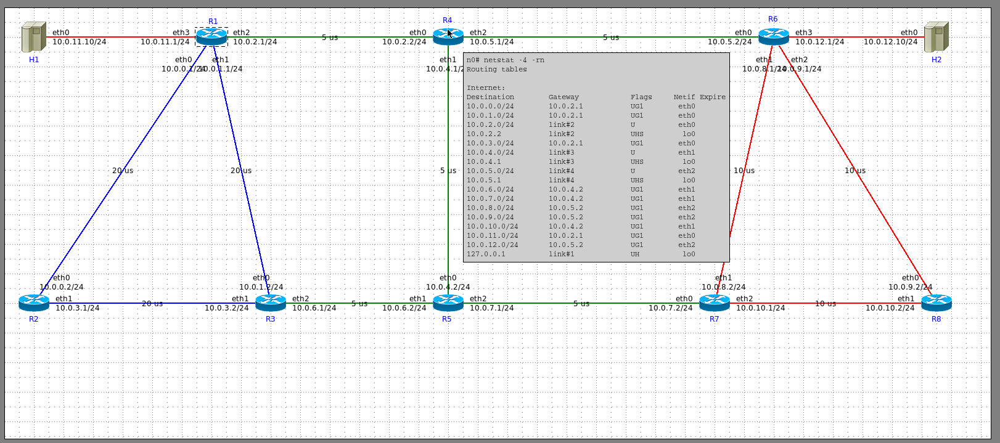 R1
R4
R6
eth0
10.0.11.10/24
H1
eth3
10.0.11.1/24
eth2
10.0.2.1/24
5 us
eth0
10.0.2.2/24
eth2
10.0.5.1/24
5 us
eth0
10.0.5.2/24
eth3
10.0.12.1/24
eth0
10.0.12.10/24
H2
eth0
10.0.0.1/24
eth1
10.0.1.1/24
eth1
10.0.4.1/2
eth1
10.0.8.1/24
eth2
10.0.9.1/24
n0# netstat -4 -rn
Routing tables
Internet:
Destination Gateway Flags Netif Expire
10.0.0.0/24 10.0.2.1 UG1 eth0
10.0.1.0/24 10.0.2.1 UG1 eth0
10.0.2.0/24 link#2 U eth0
10.0.2.2 link#2 UHS lo0
10.0.3.0/24 10.0.2.1 UG1 eth0
10.0.4.0/24 link#3 U eth1
10.0.4.1 link#3 UHS lo0
10.0.5.0/24 link#4 U eth2
10.0.5.1 link#4 UHS lo0
10.0.6.0/24 10.0.4.2 UG1 eth1
10.0.7.0/24 10.0.4.2 UG1 eth1
10.0.8.0/24 10.0.5.2 UG1 eth2
10.0.9.0/24 10.0.5.2 UG1 eth2
10.0.10.0/24 10.0.4.2 UG1 eth1
10.0.11.0/24 10.0.2.1 UG1 eth0
10.0.12.0/24 10.0.5.2 UG1 eth2
127.0.0.1 link#1 UH lo0
20 us
20 us
5 us
10 us
10 us
eth0
10.0.0.2/24
eth1
10.0.3.1/24
R2
20 us
eth0
10.0.1.2/24
eth1
10.0.3.2/24
eth2
10.0.6.1/24
R3
5 us
eth0
10.0.4.2/24
eth1
10.0.6.2/24
eth2
10.0.7.1/24
R5
5 us
eth1
10.0.8.2/24
eth0
10.0.7.2/24
eth2
10.0.10.1/24
R7
10 us
eth0
10.0.9.2/24
eth1
10.0.10.2/24
R8